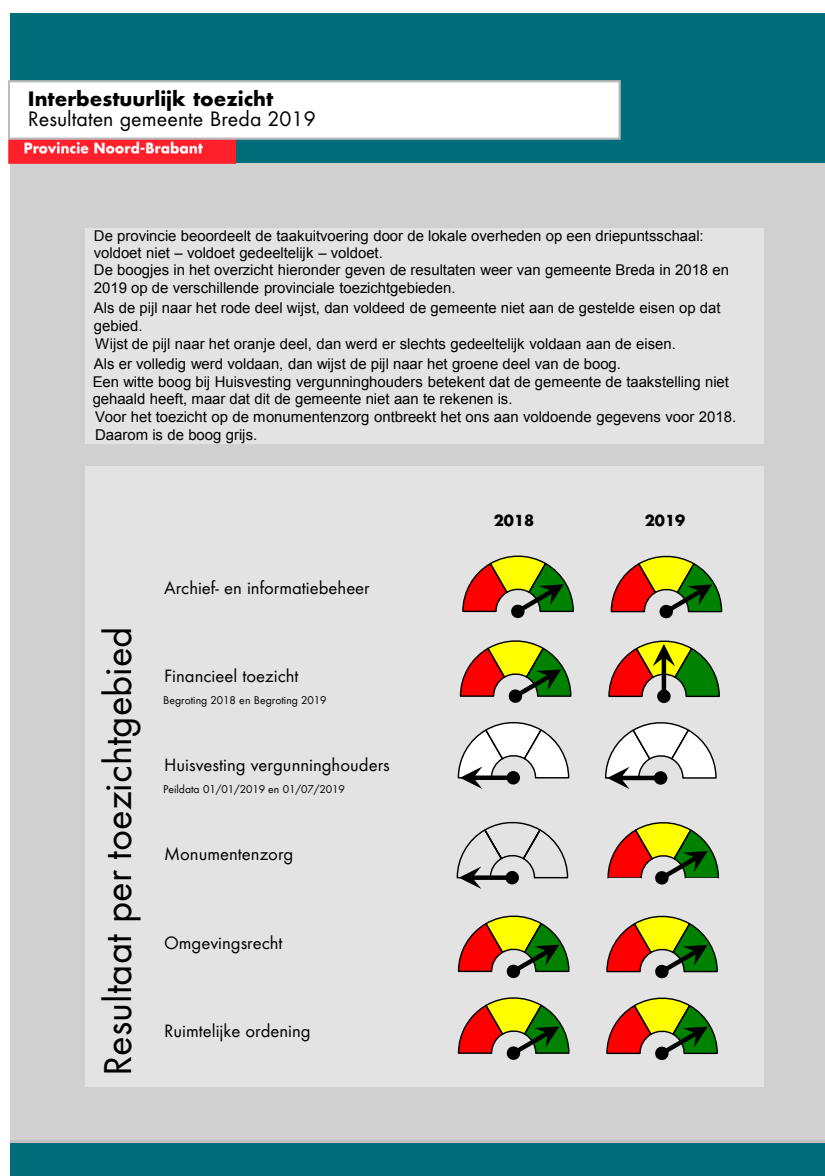 Interbestuurlijk toezicht
Resultaten gemeente Breda 2019
Provincie Noord-Brabant
De provincie beoordeelt de taakuitvoering door de lokale overheden op een driepuntsschaal:
voldoet niet – voldoet gedeeltelijk – voldoet.
De boogjes in het overzicht hieronder geven de resultaten weer van gemeente Breda in 2018 en
2019 op de verschillende provinciale toezichtgebieden.
Als de pijl naar het rode deel wijst, dan voldeed de gemeente niet aan de gestelde eisen op dat
gebied.
Wijst de pijl naar het oranje deel, dan werd er slechts gedeeltelijk voldaan aan de eisen.
Als er volledig werd voldaan, dan wijst de pijl naar het groene deel van de boog.
Een witte boog bij Huisvesting vergunninghouders betekent dat de gemeente de taakstelling niet
gehaald heeft, maar dat dit de gemeente niet aan te rekenen is.
Voor het toezicht op de monumentenzorg ontbreekt het ons aan voldoende gegevens voor 2018.
Daarom is de boog grijs.
Resultaat per toezichtgebied
2018 2019
Archief- en informatiebeheer
Financieel toezicht
Begroting 2018 en Begroting 2019
Huisvesting vergunninghouders
Peildata 01/01/2019 en 01/07/2019
Monumentenzorg
Omgevingsrecht
Ruimtelijke ordening